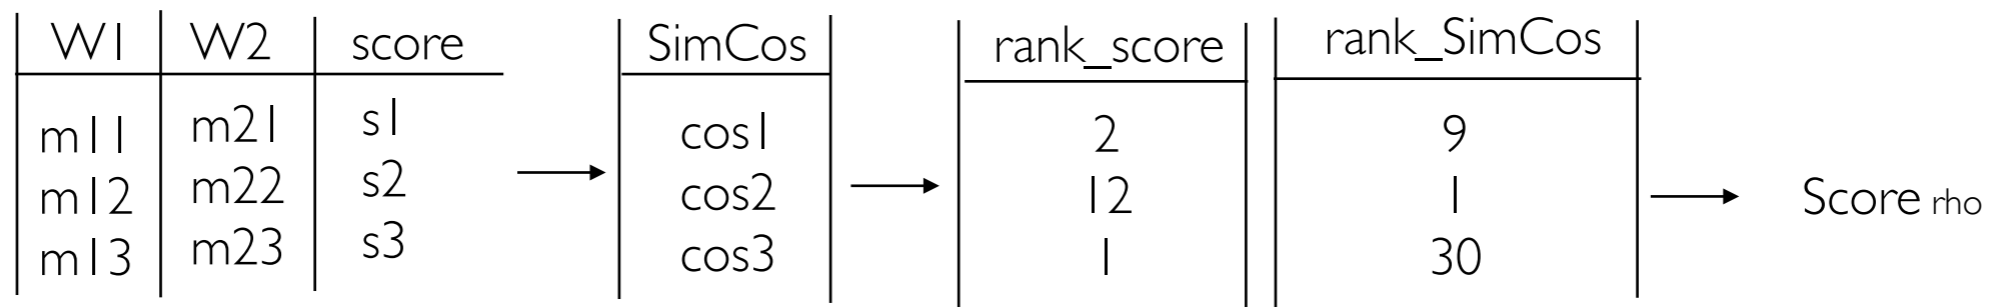 W1 W2 score SimCos rank_score rank_SimCos
m11 m21 s1 cos1 2 9
m12 m22 s2 cos2 12 1
m13 m23 s3 cos3 1 30
Score rho